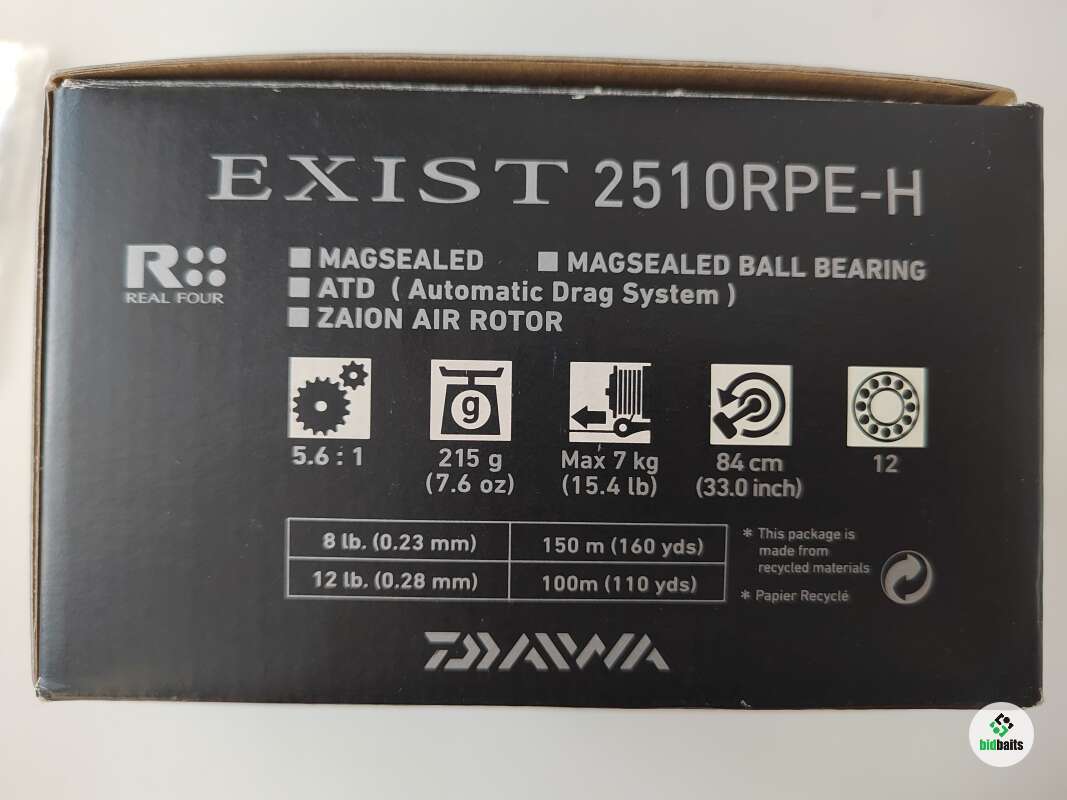 EXIST 2510RPE-H
R
REAL FOUR
MAGSEALED MAGSEALED BALL BEARING
ATD ( Automatic Drag System )
ZAION AIR ROTOR
g
5.6 : 1 215 g Max 7 kg 84 cm 12
(7.6 oz) (15.4 lb) (33.0 inch)
8 lb. (0.23 mm) 150 m (160 yds)
12 lb. (0.28 mm) 100m (110 yds)
* This package is
made from
recycled materials
* Papier Recyclé
DAIWA
bidbaits